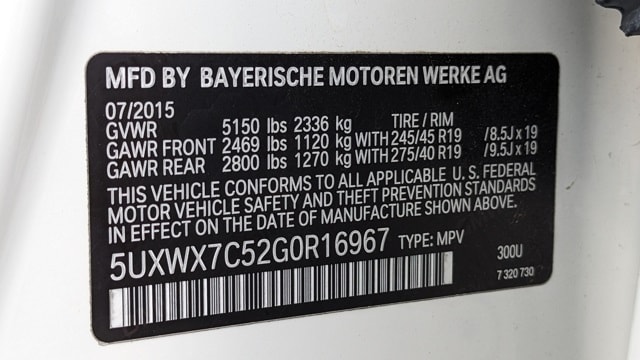 MFD BY BAYERISCHE MOTOREN WERKE AG
07/2015
GVWR 5150 lbs 2336 kg TIRE / RIM
GAWR FRONT 2469 lbs 1120 kg WITH 245/45 R19 /8.5J x 19
GAWR REAR 2800 lbs 1270 kg WITH 275/40 R19 /9.5J x 19
THIS VEHICLE CONFORMS TO ALL APPLICABLE U. S. FEDERAL
MOTOR VEHICLE SAFETY AND THEFT PREVENTION STANDARDS
IN EFFECT ON THE DATE OF MANUFACTURE SHOWN ABOVE.
5UXWX7C52G0R16967 TYPE: MPV 300U
7 320 730